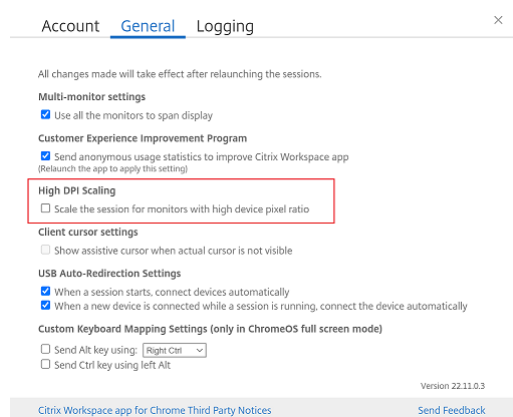 Account General Logging
All changes made will take effect after relaunching the sessions.
Multi-monitor settings
Use all the monitors to span display
Customer Experience Improvement Program
Send anonymous usage statistics to improve Citrix Workspace app
(Relaunch the app to apply this setting)
High DPI Scaling
Scale the session for monitors with high device pixel ratio
Client cursor settings
Show assistive cursor when actual cursor is not visible
USB Auto-Redirection Settings
When a session starts, connect devices automatically
When a new device is connected while a session is running, connect the device automatically
Custom Keyboard Mapping Settings (only in ChromeOS full screen mode)
Send Alt key using: Right Ctrl
Send Ctrl key using left Alt
Version 22.11.0.3
Citrix Workspace app for Chrome Third Party Notices Send Feedback